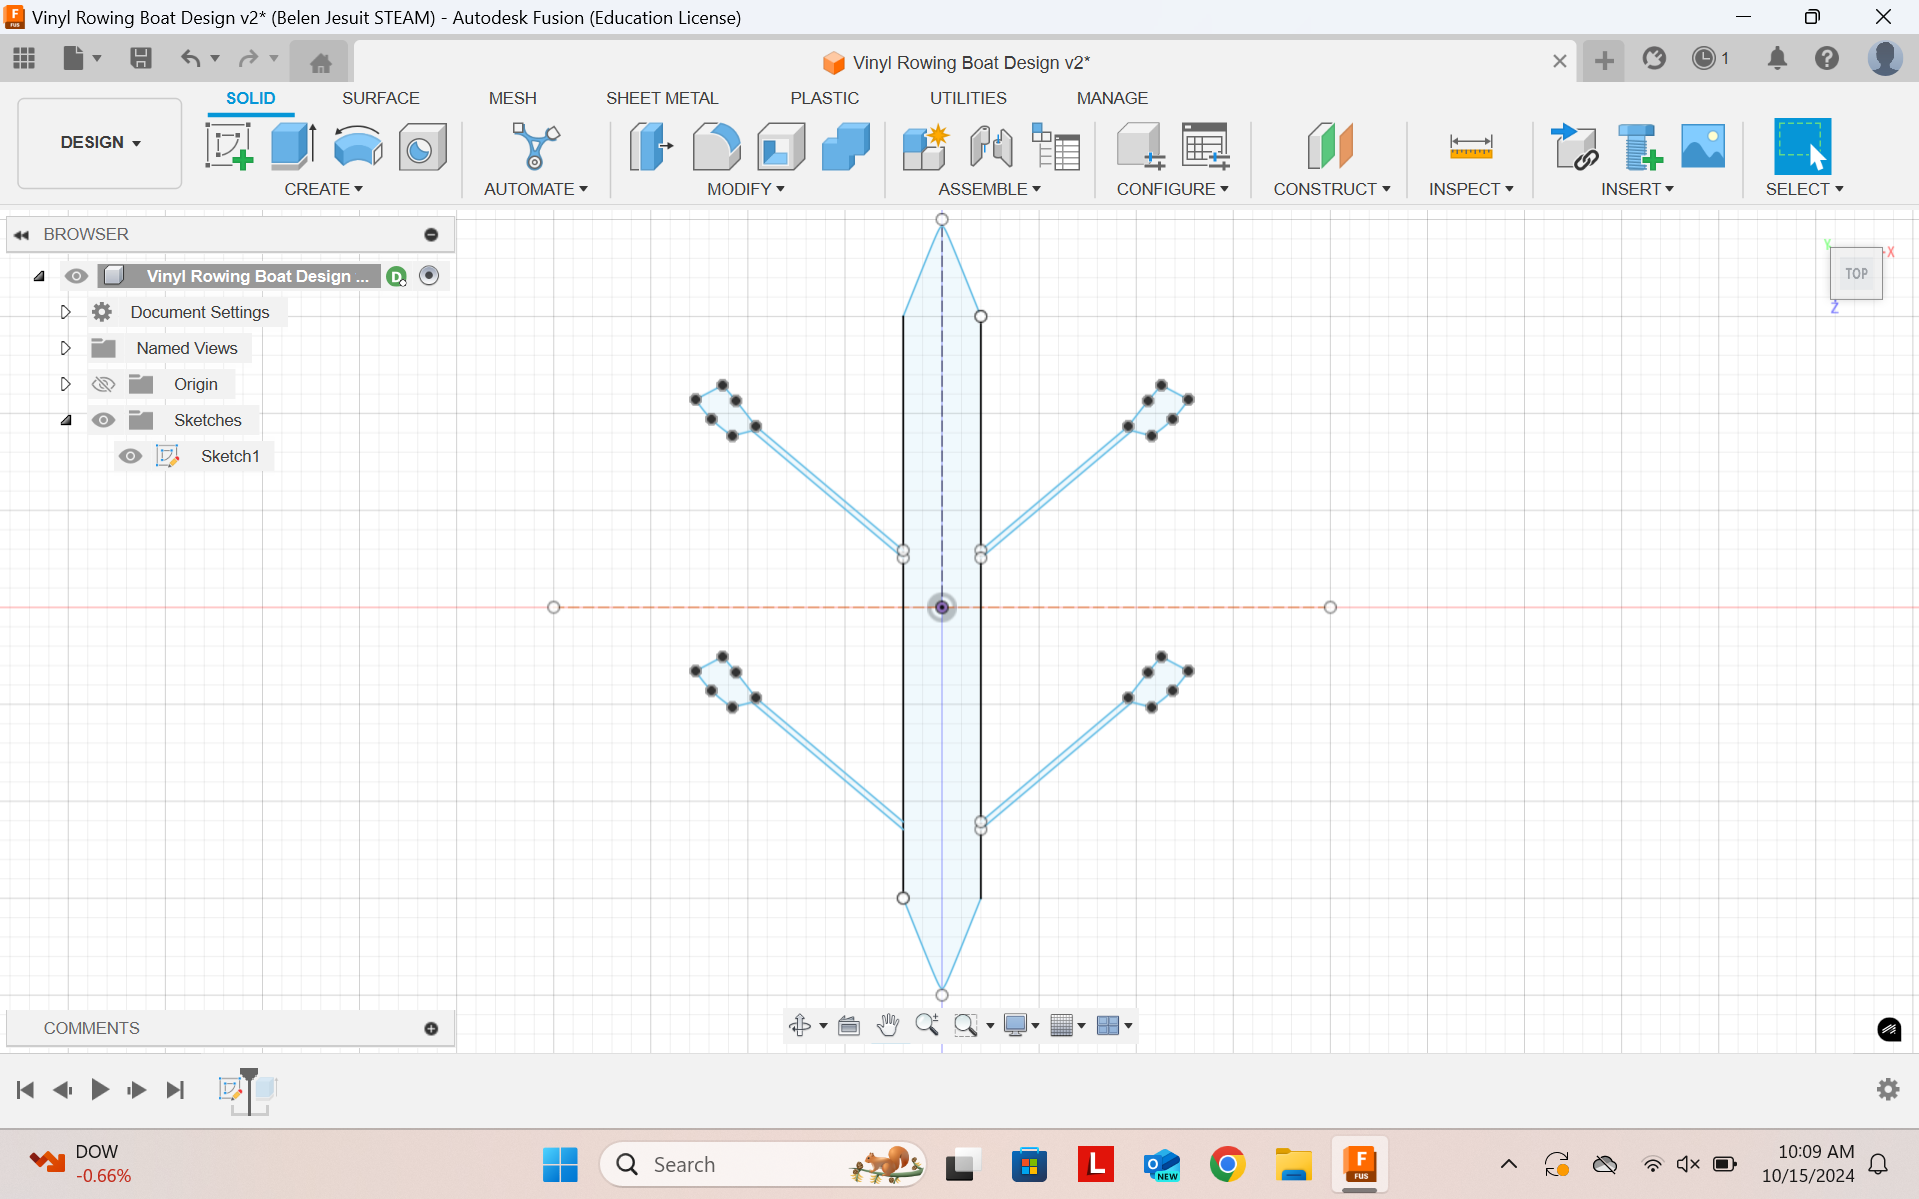 Vinyl Rowing Boat Design v2* (Belen Jesuit STEAM) - Autodesk Fusion (Education License)
Vinyl Rowing Boat Design v2*
1
SOLID SURFACE MESH SHEET METAL PLASTIC UTILITIES MANAGE
DESIGN
CREATE AUTOMATE MODIFY ASSEMBLE CONFIGURE CONSTRUCT INSPECT INSERT SELECT
BROWSER
Vinyl Rowing Boat Design ...
D
Document Settings
Named Views
Origin
Sketches
Sketch1
Y
X
TOP
Z
COMMENTS
DOW
-0.66%
Search
L
NEW
F
FUS
10:09 AM
10/15/2024